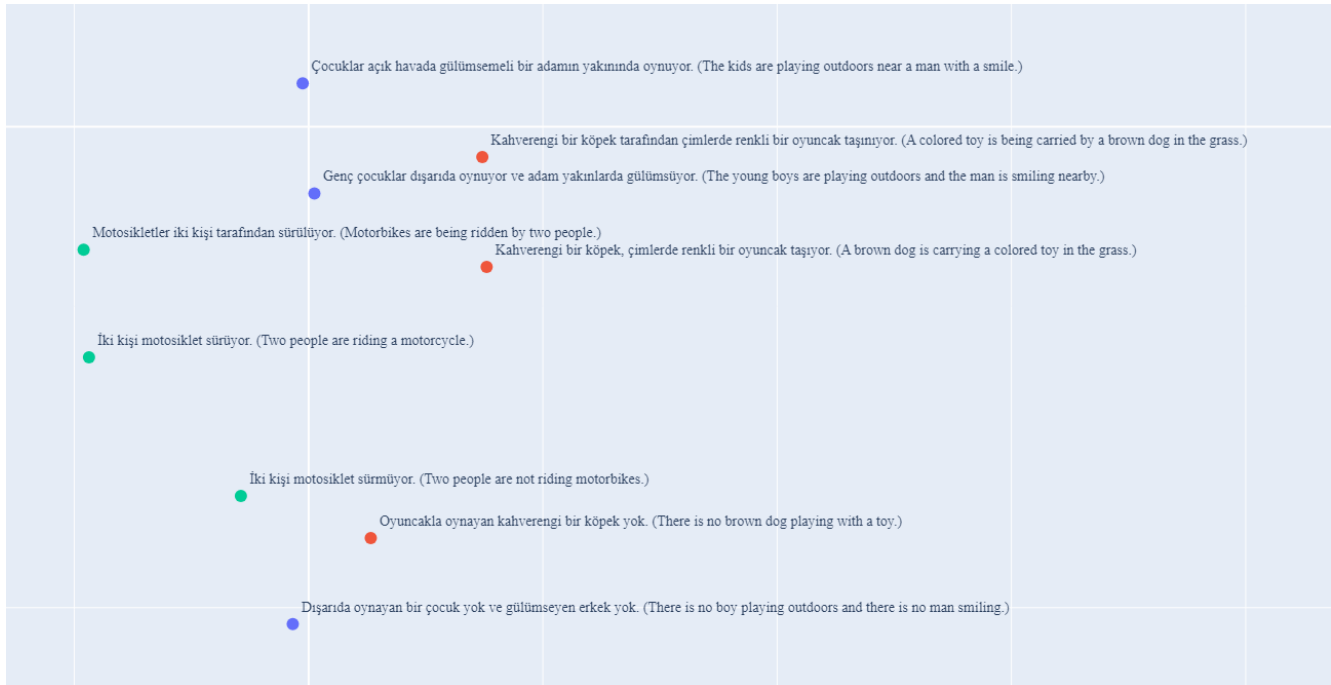 Çocuklar açık havada gülümsemeli bir adamın yakınında oynuyor. (The kids are playing outdoors near a man with a smile.)
Kahverengi bir köpek tarafından çimlerde renkli bir oyuncak taşınıyor. (A colored toy is being carried by a brown dog in the grass.)
Genç çocuklar dışarıda oynuyor ve adam yakınlarda gülümsüyor. (The young boys are playing outdoors and the man is smiling nearby.)
Motosikletler iki kişi tarafından sürülüyor. (Motorbikes are being ridden by two people.)
Kahverengi bir köpek, çimlerde renkli bir oyuncak taşıyor. (A brown dog is carrying a colored toy in the grass.)
İki kişi motosiklet sürüyor. (Two people are riding a motorcycle.)
İki kişi motosiklet sürmüyor. (Two people are not riding motorbikes.)
Oyuncakla oynayan kahverengi bir köpek yok. (There is no brown dog playing with a toy.)
Dışarıda oynayan bir çocuk yok ve gülümseyen erkek yok. (There is no boy playing outdoors and there is no man smiling.)